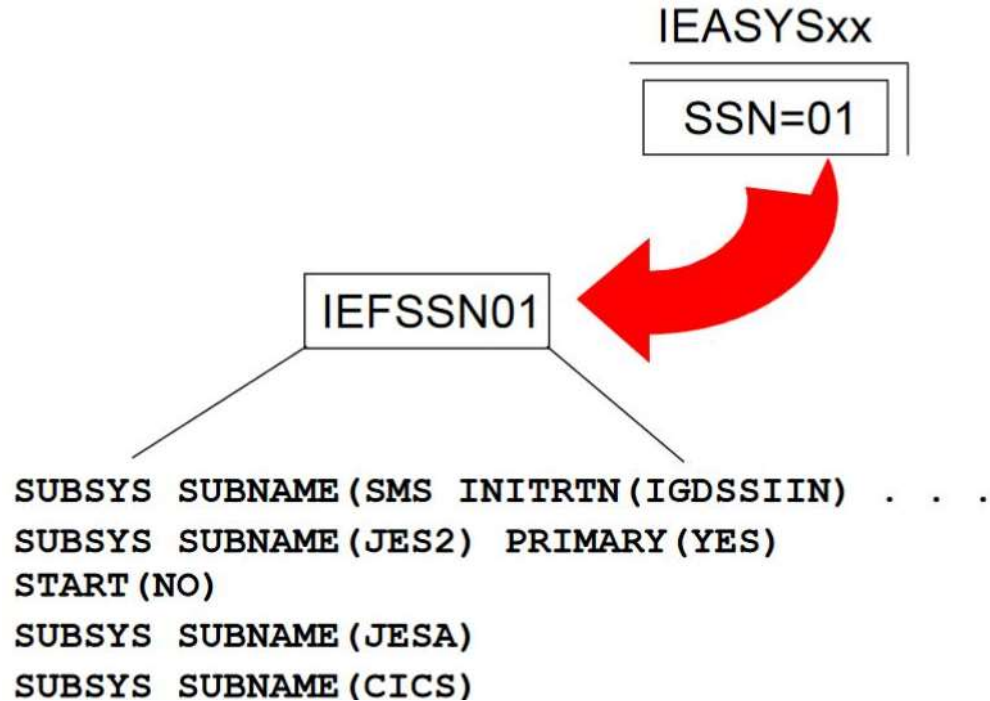 IEASYSxx
SSN=01
IEFSSN01
SUBSYS SUBNAME(SMS INITRTN(IGDSSIIN) . . .
SUBSYS SUBNAME(JES2) PRIMARY(YES)
START(NO)
SUBSYS SUBNAME(JESA)
SUBSYS SUBNAME(CICS)